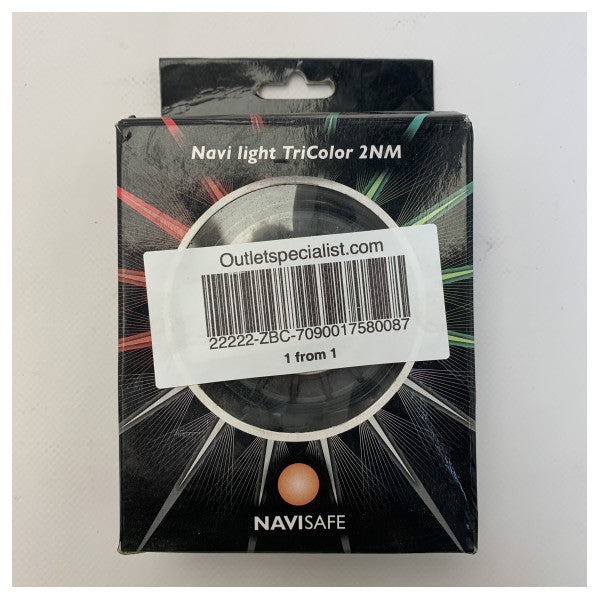 Navi light TriColor 2NM
Outletspecialist.com
22222-ZBC-7090017580087
1 from 1
NAVISAFE